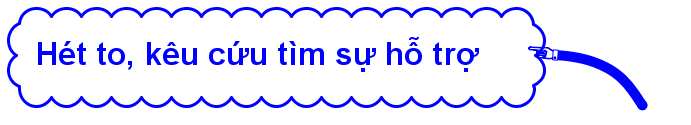 Hét to, kêu cứu tìm sự hỗ trợ